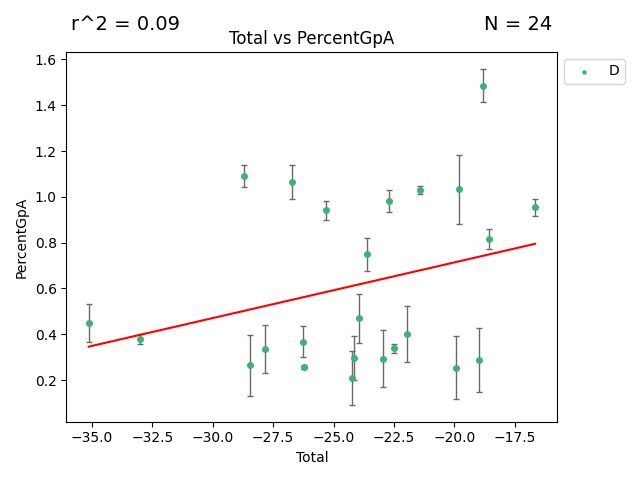 r^2 = 0.09
N = 24
Total vs PercentGpA
D
PercentGpA
1.6
1.4
1.2
1.0
0.8
0.6
0.4
0.2
−35.0 −32.5 −30.0 −27.5 −25.0 −22.5 −20.0 −17.5
Total